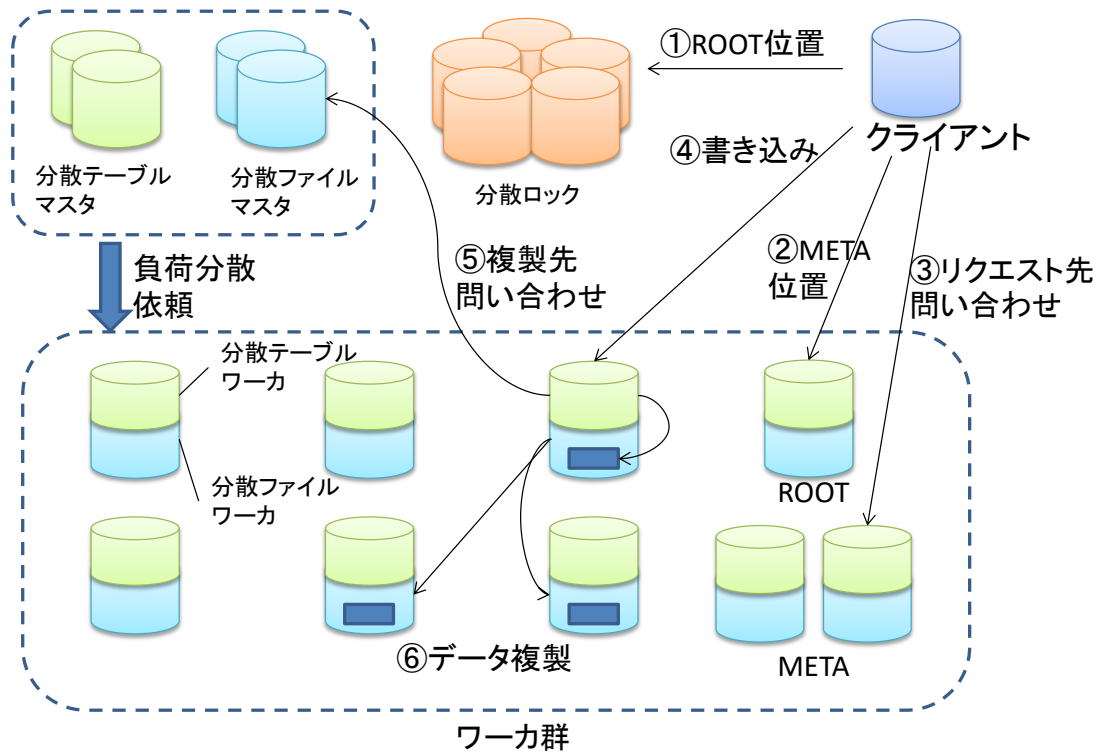 ①ROOT位置
クライアント
④書き込み
分散テーブル
マスタ
分散ファイル
マスタ
分散ロック
②META
位置
③リクエスト先
問い合わせ
⑤複製先
問い合わせ
負荷分散
依頼
分散テーブル
ワーカ
分散ファイル
ワーカ
ROOT
META
⑥データ複製
ワーカ群